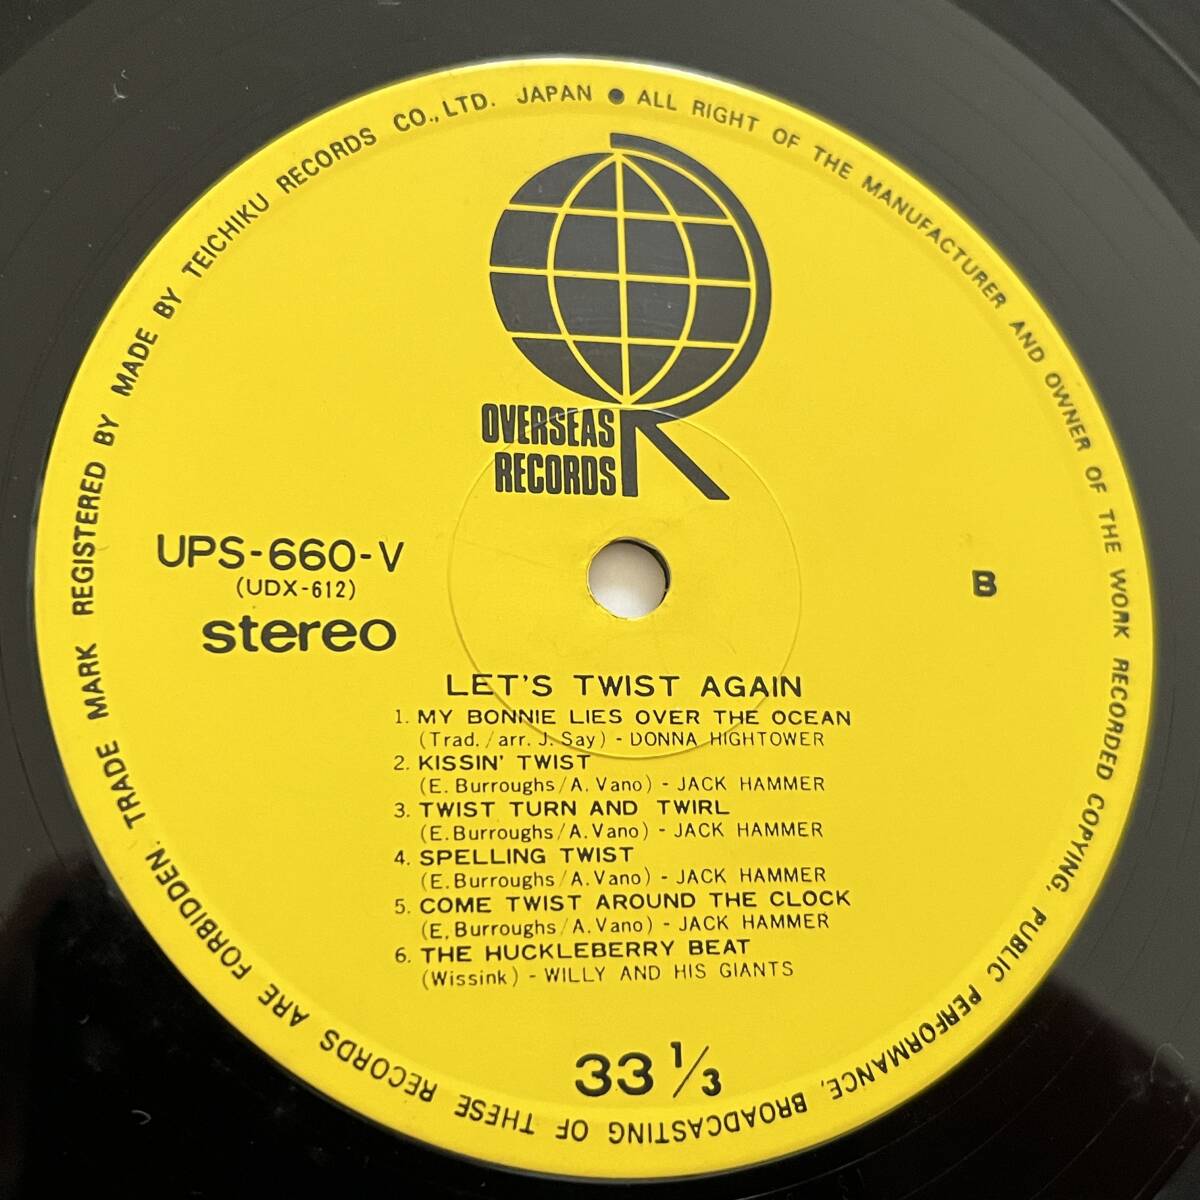 TRADE MARK REGISTERED BY MADE BY TEICHIKU RECORDS CO., LTD. JAPAN ● ALL RIGHT OF THE MANUFACTURER AND OWNER OF THE WORK RECORDED COPYING, PUBLIC PERFORMANCE, BROADCASTING OF THESE RECORDS ARE FORBIDDEN.
OVERSEAS
RECORDS
UPS-660-V
(UDX-612)
stereo
B
LET'S TWIST AGAIN
1. MY BONNIE LIES OVER THE OCEAN
(Trad./arr. J. Say) - DONNA HIGHTOWER
2. KISSIN' TWIST
(E. Burroughs/A. Vano) - JACK HAMMER
3. TWIST TURN AND TWIRL
(E. Burroughs/A. Vano) - JACK HAMMER
4. SPELLING TWIST
(E. Burroughs/A. Vano) - JACK HAMMER
5. COME TWIST AROUND THE CLOCK
(E. Burroughs/A. Vano) - JACK HAMMER
6. THE HUCKLEBERRY BEAT
(Wissink) - WILLY AND HIS GIANTS
33 1/3